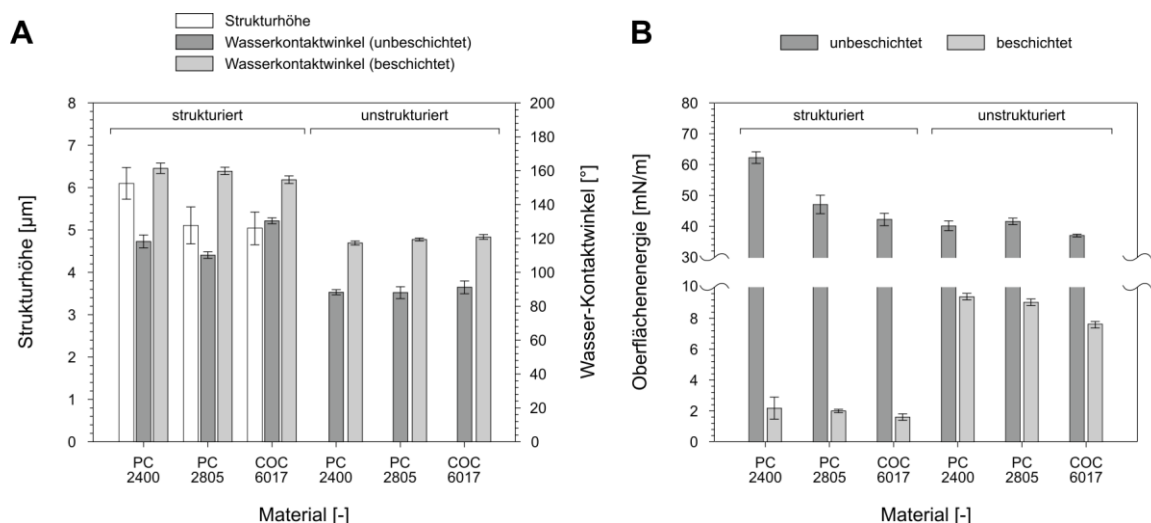 A
Strukturhöhe
Wasserkontaktwinkel (unbeschichtet)
Wasserkontaktwinkel (beschichtet)
strukturiert
unstrukturiert
Strukturhöhe [µm]
8
7
6
5
4
3
2
1
0
Wasser-Kontaktwinkel [°]
200
180
160
140
120
100
80
60
40
20
0
PC PC COC PC PC COC
2400 2805 6017 2400 2805 6017
Material [-]
B
unbeschichtet
beschichtet
strukturiert
unstrukturiert
Oberflächenenergie [mN/m]
80
70
60
50
40
30
10
8
6
4
2
0
PC PC COC PC PC COC
2400 2805 6017 2400 2805 6017
Material [-]